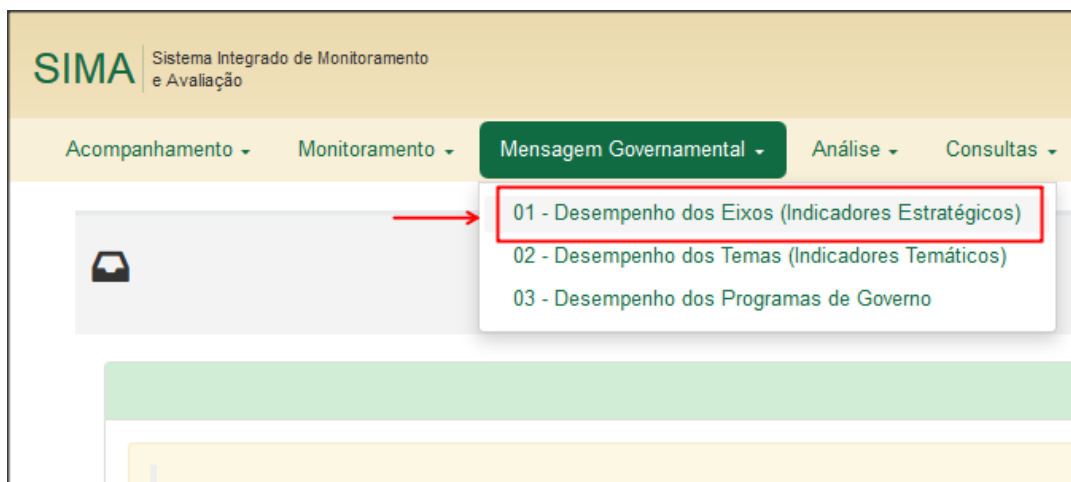 SIMA
Sistema Integrado de Monitoramento
e Avaliação
Acompanhamento
Monitoramento
Mensagem Governamental
Análise
Consultas
01 - Desempenho dos Eixos (Indicadores Estratégicos)
02 - Desempenho dos Temas (Indicadores Temáticos)
03 - Desempenho dos Programas de Governo